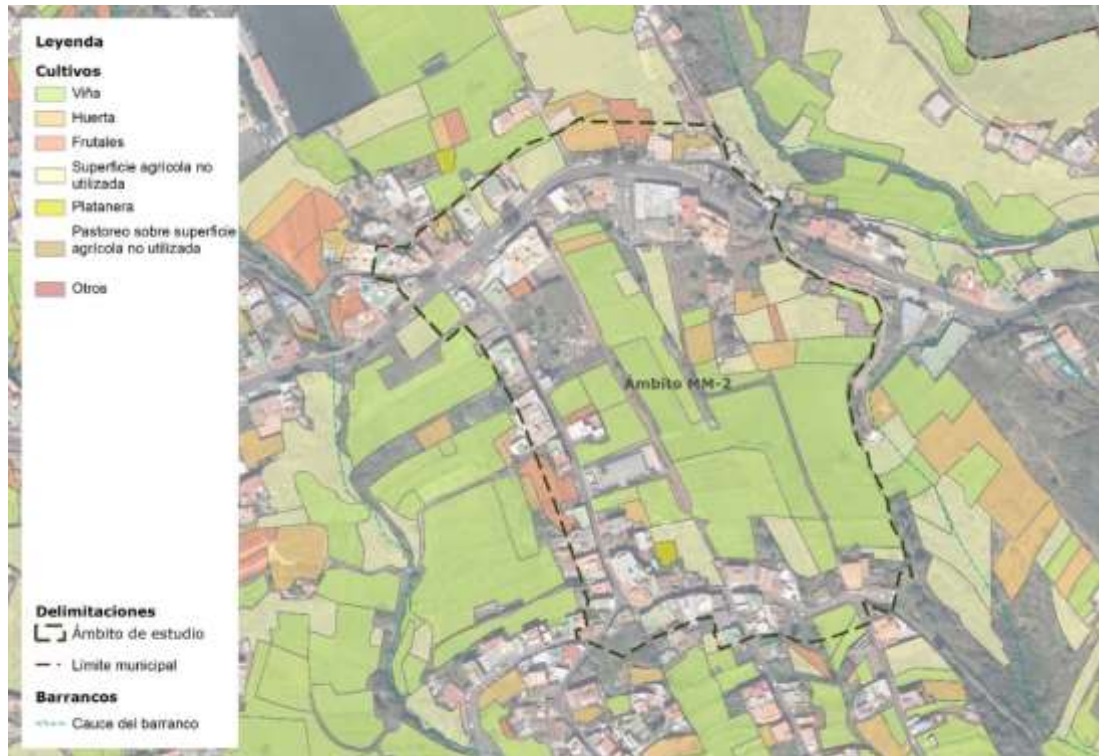 Leyenda
Cultivos
Viña
Huerta
Frutales
Superficie agrícola no
utilizada
Platanera
Pastoreo sobre superficie
agrícola no utilizada
Otros
Delimitaciones
Ámbito de estudio
Límite municipal
Barrancos
Cauce del barranco
Ámbito MM-2